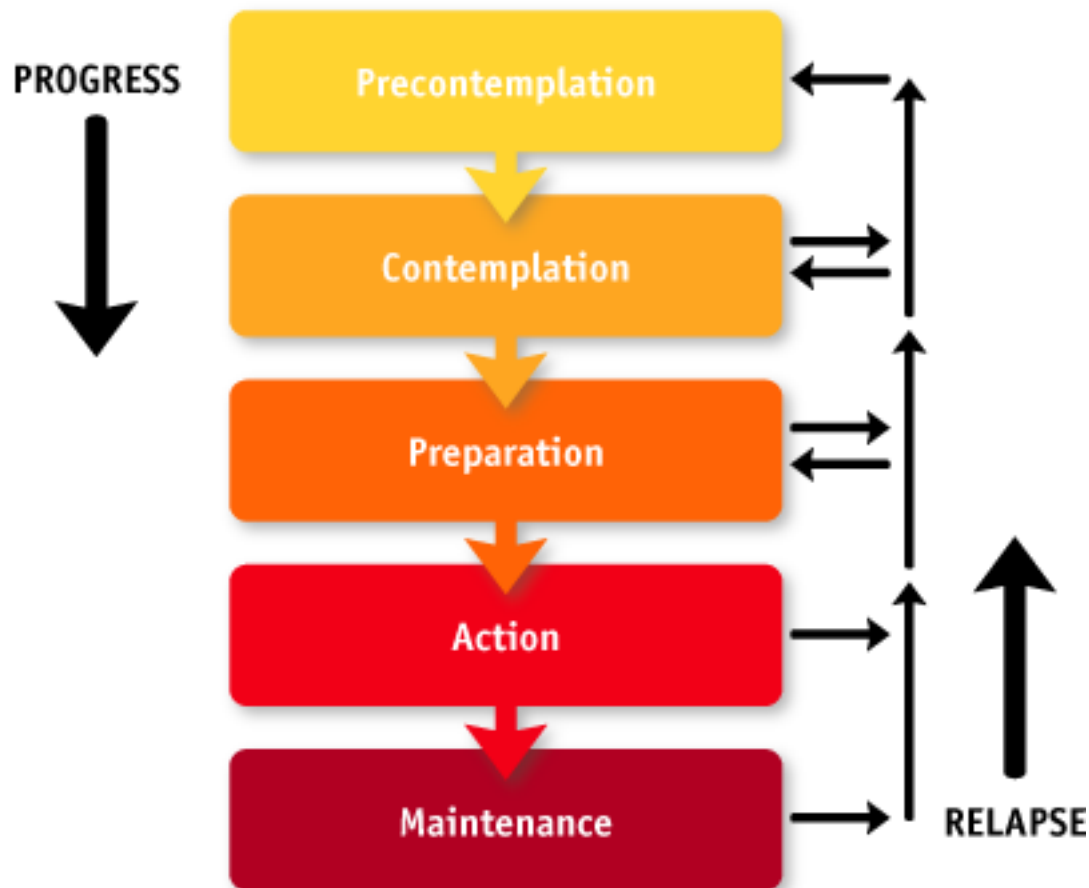 PROGRESS
Precontemplation
Contemplation
Preparation
Action
Maintenance
RELAPSE